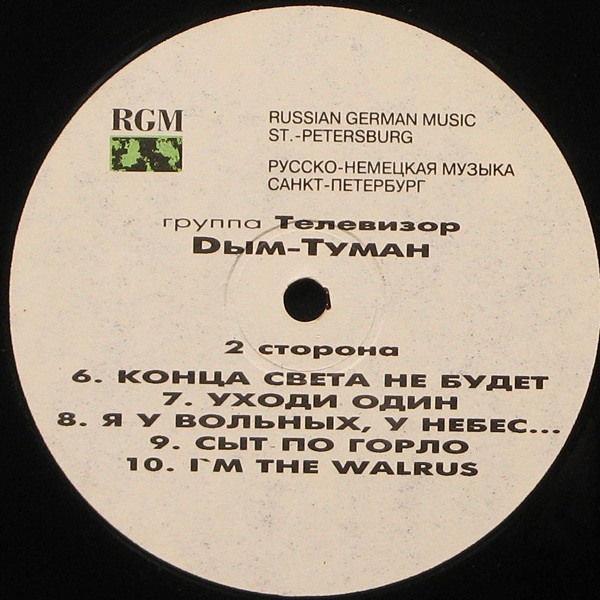 RGM
RUSSIAN GERMAN MUSIC
ST.-PETERSBURG
РУССКО-НЕМЕЦКАЯ МУЗЫКА
САНКТ-ПЕТЕРБУРГ
группа Телевизор
Dым-Туман
2 сторона
6. КОНЦА СВЕТА НЕ БУДЕТ
7. УХОДИ ОДИН
8. Я У ВОЛЬНЫХ, У НЕБЕС...
9. СЫТ ПО ГОРЛО
10. I`M THE WALRUS